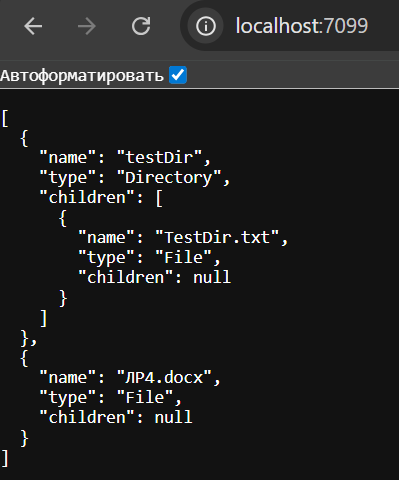 localhost:7099
Автоформатировать
[
  {
    "name": "testDir",
    "type": "Directory",
    "children": [
      {
        "name": "TestDir.txt",
        "type": "File",
        "children": null
      }
    ]
  },
  {
    "name": "ЛР4.docx",
    "type": "File",
    "children": null
  }
]